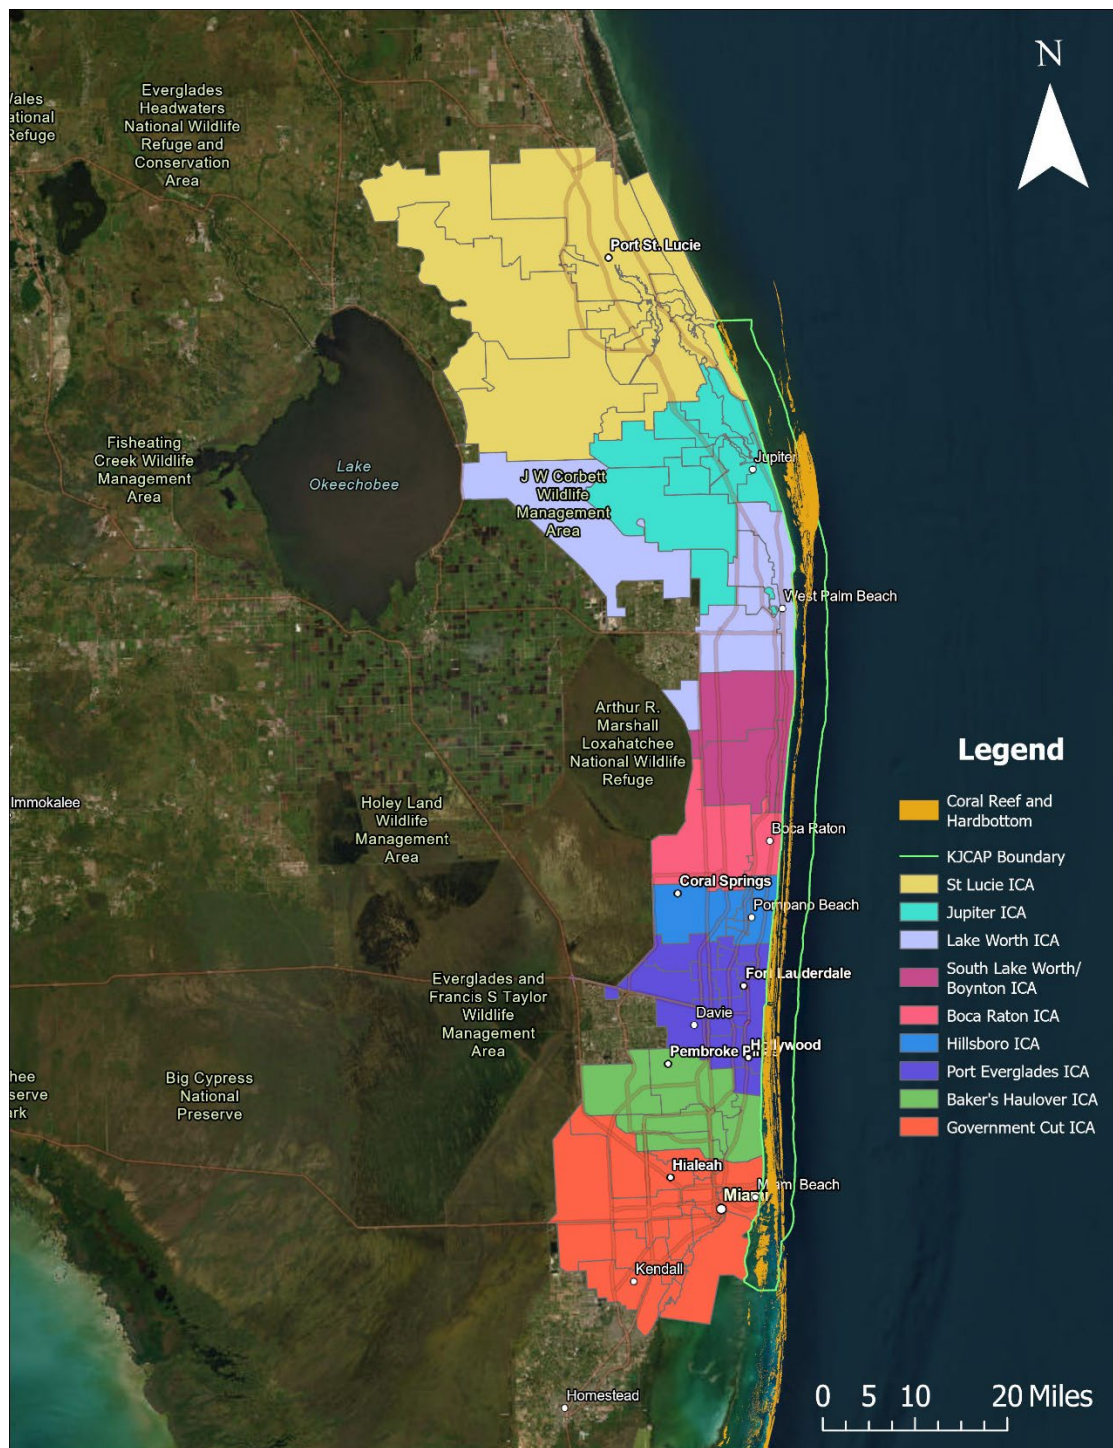 N
Everglades
Headwaters
National Wildlife
Refuge and
Conservation
Area
Wales
ational
Refuge
Port St. Lucie
Fisheating
Creek Wildlife
Management
Area
Lake
Okeechobee
J W Corbett
Wildlife
Management
Area
Jupiter
West Palm Beach
Arthur R.
Marshall
Loxahatchee
National Wildlife
Refuge
Immokalee
Holey Land
Wildlife
Management
Area
Boca Raton
Coral Springs
Pompano Beach
Everglades and
Francis S Taylor
Wildlife
Management
Area
Fort Lauderdale
Davie
Hollywood
Pembroke
hee
serve
ark
Big Cypress
National
Preserve
Hialeah
Miami Beach
Miami
Kendall
Homestead
Legend
Coral Reef and
Hardbottom
KJCAP Boundary
St Lucie ICA
Jupiter ICA
Lake Worth ICA
South Lake Worth/
Boynton ICA
Boca Raton ICA
Hillsboro ICA
Port Everglades ICA
Baker's Haulover ICA
Government Cut ICA
0 5 10 20 Miles